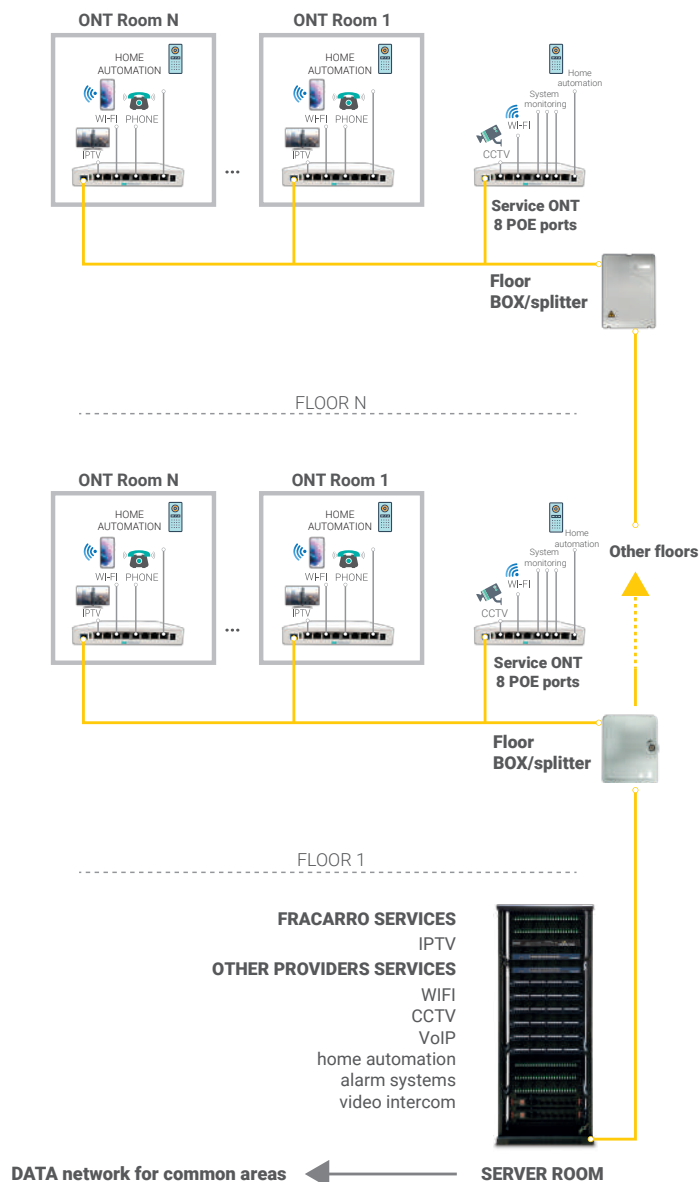 ONT Room N
ONT Room 1
HOME
AUTOMATION
WI-FI
PHONE
IPTV
HOME
AUTOMATION
WI-FI
PHONE
IPTV
Home
automation
System
monitoring
WI-FI
CCTV
...
Service ONT
8 POE ports
Floor
BOX/splitter
FLOOR N
ONT Room N
ONT Room 1
HOME
AUTOMATION
WI-FI
PHONE
IPTV
HOME
AUTOMATION
WI-FI
PHONE
IPTV
Home
automation
System
monitoring
WI-FI
CCTV
Other floors
...
Service ONT
8 POE ports
Floor
BOX/splitter
FLOOR 1
FRACARRO SERVICES
IPTV
OTHER PROVIDERS SERVICES
WIFI
CCTV
VoIP
home automation
alarm systems
video intercom
DATA network for common areas
SERVER ROOM